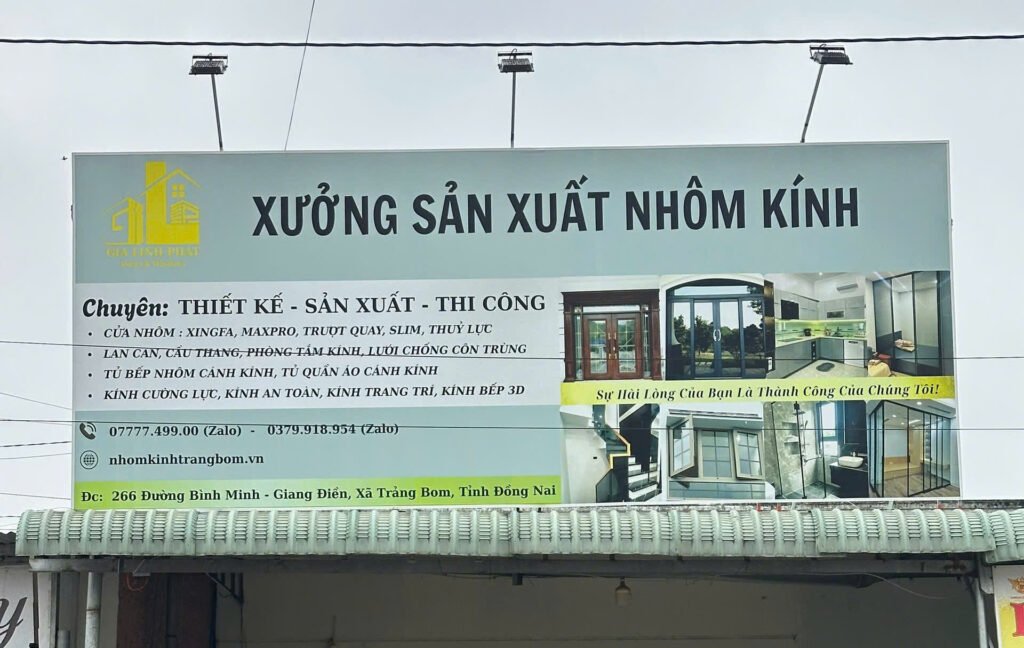 XƯỞNG SẢN XUẤT NHÔM KÍNH
GIA LINH PHÁT
Chuyên: THIẾT KẾ - SẢN XUẤT - THI CÔNG
• CỬA NHÔM : XINGFA, MAXPRO, TRƯỢT QUAY, SLIM, THUỶ LỰC
• LAN CAN, CẦU THANG, PHÒNG TẮM KÍNH, LƯỚI CHỐNG CÔN TRÙNG
• TỦ BẾP NHÔM CÁNH KÍNH, TỦ QUẦN ÁO CÁNH KÍNH
• KÍNH CƯỜNG LỰC, KÍNH AN TOÀN, KÍNH TRANG TRÍ, KÍNH BẾP 3D
Sự Hài Lòng Của Bạn Là Thành Công Của Chúng Tôi!
07777.499.00 (Zalo) - 0379.918.954 (Zalo)
nhomkinhtrangbom.vn
Đc: 266 Đường Bình Minh - Giang Điền, Xã Trảng Bom, Tỉnh Đồng Nai